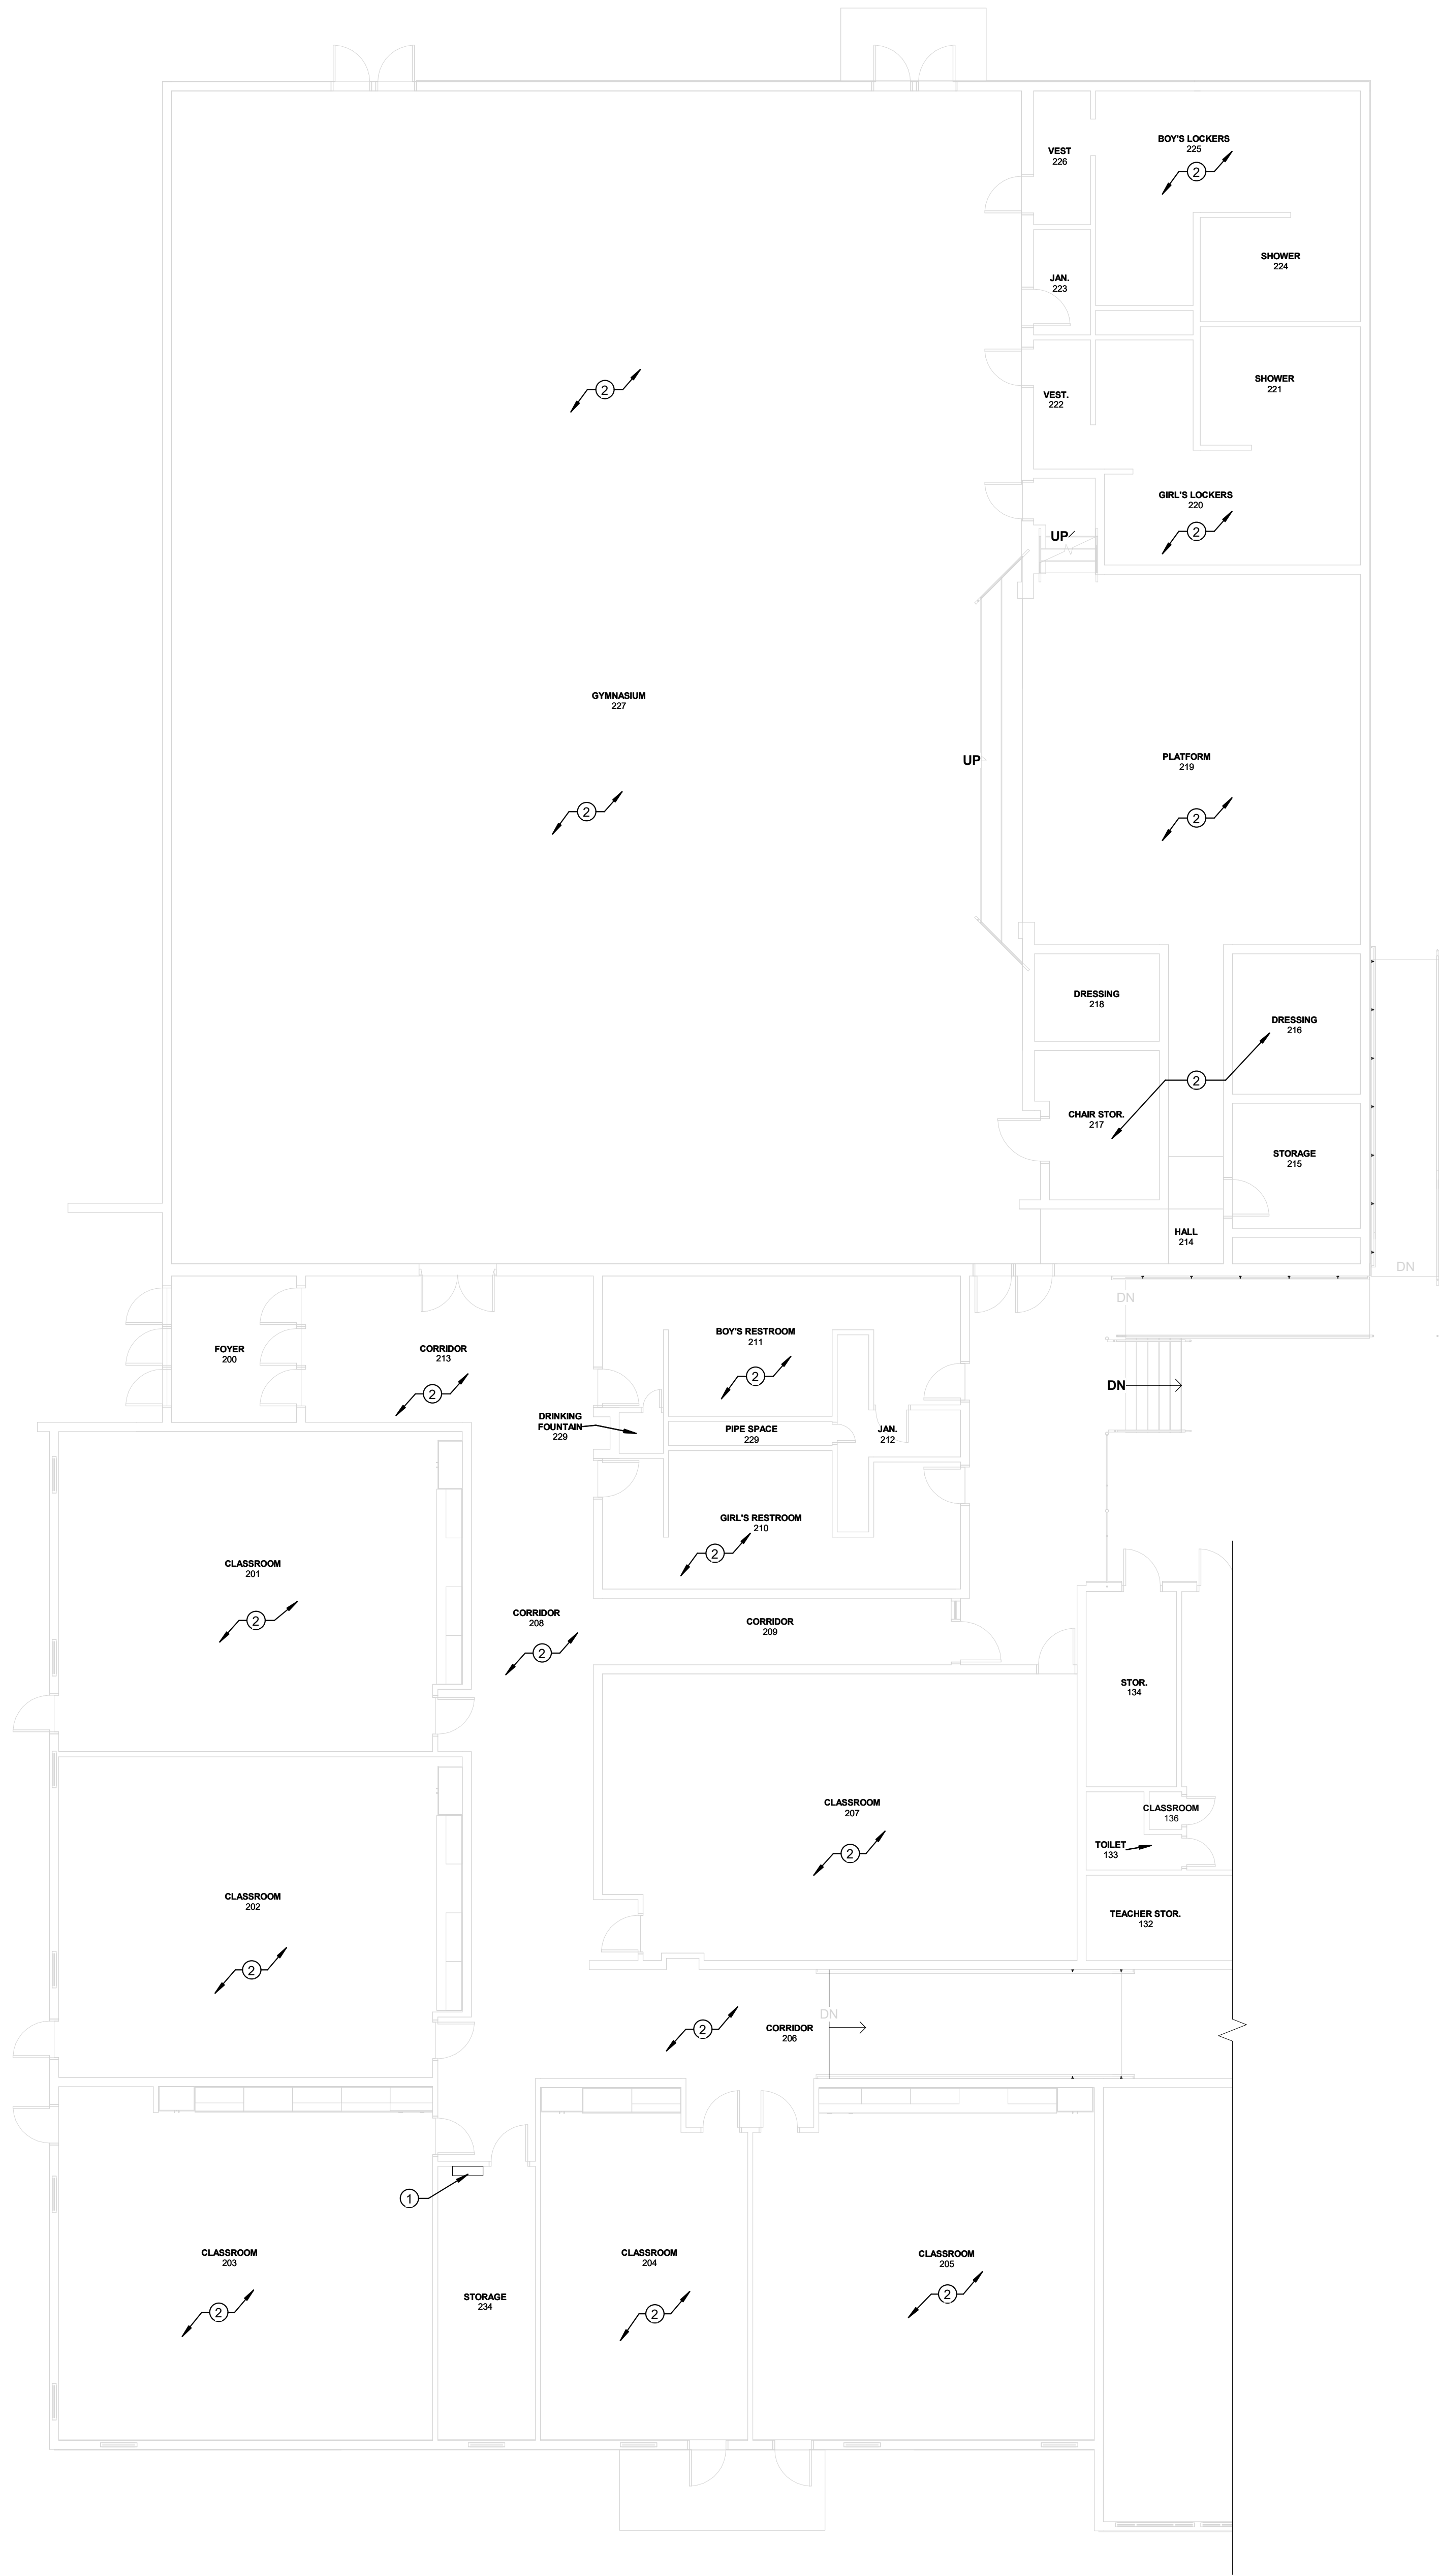 BOY'S LOCKERS
225
2
VEST
226
SHOWER
224
JAN.
223
2
SHOWER
221
VEST.
222
GIRL'S LOCKERS
220
2
UP
GYMNASIUM
227
PLATFORM
219
UP
2
2
DRESSING
218
DRESSING
216
2
CHAIR STOR.
217
STORAGE
215
HALL
214
DN
DN
BOY'S RESTROOM
211
FOYER
200
CORRIDOR
213
2
2
DN
DRINKING
FOUNTAIN
229
PIPE SPACE
229
JAN.
212
GIRL'S RESTROOM
210
2
CLASSROOM
201
2
CORRIDOR
208
2
CORRIDOR
209
STOR.
134
CLASSROOM
207
2
CLASSROOM
136
TOILET
133
CLASSROOM
202
2
TEACHER STOR.
132
DN
2
CORRIDOR
206
1
CLASSROOM
203
2
STORAGE
234
CLASSROOM
204
2
CLASSROOM
205
2